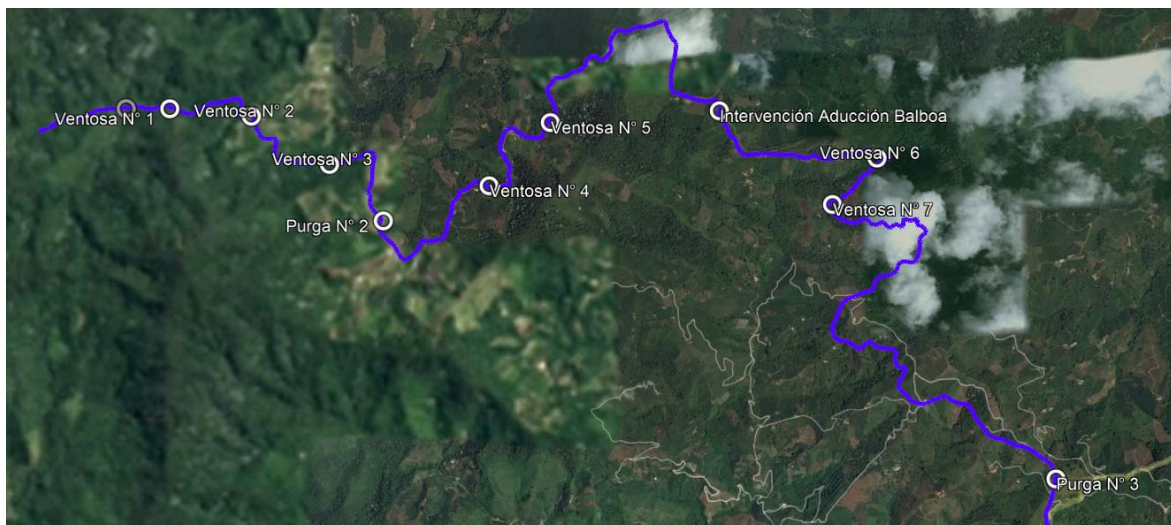 Ventosa N° 1
Ventosa N° 2
Ventosa N° 3
Purga N° 2
Ventosa N° 4
Ventosa N° 5
Intervención Aducción Balboa
Ventosa N° 6
Ventosa N° 7
Purga N° 3